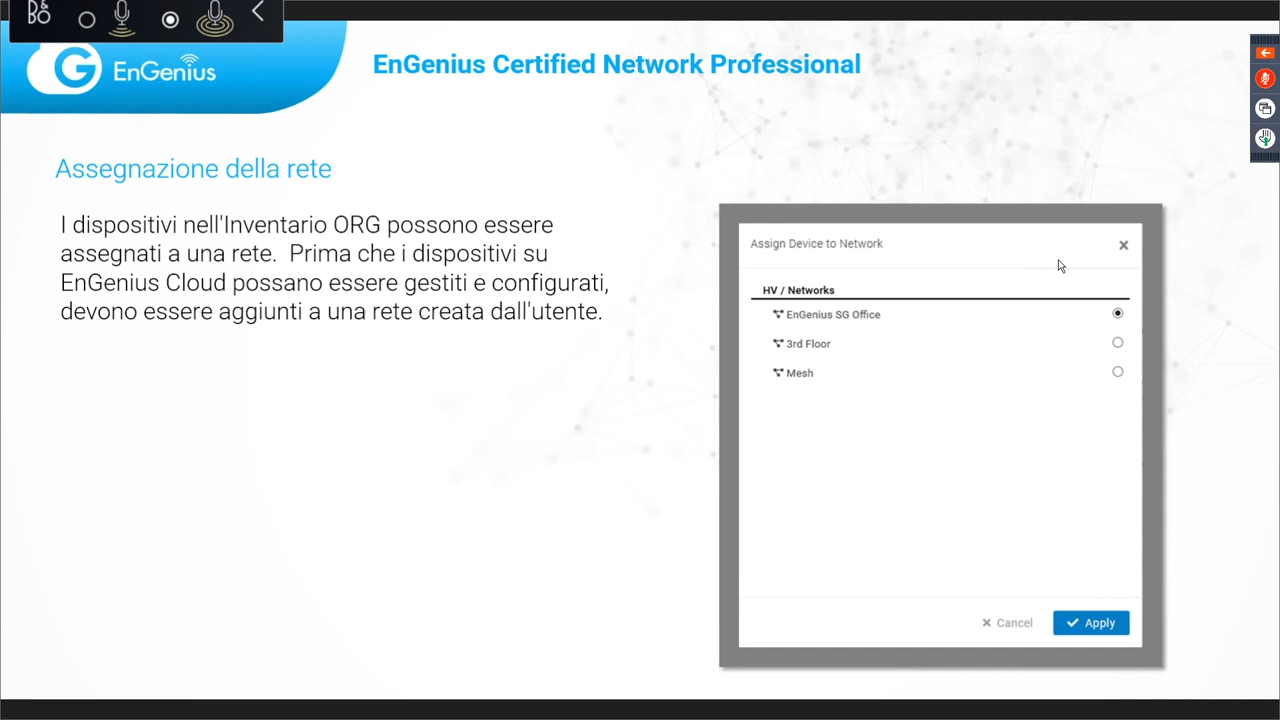 D&
BO
EnGenius
EnGenius Certified Network Professional
Assegnazione della rete
I dispositivi nell'Inventario ORG possono essere
assegnati a una rete.  Prima che i dispositivi su
EnGenius Cloud possano essere gestiti e configurati,
devono essere aggiunti a una rete creata dall'utente.
Assign Device to Network
HV / Networks
EnGenius SG Office
3rd Floor
Mesh
Cancel
Apply